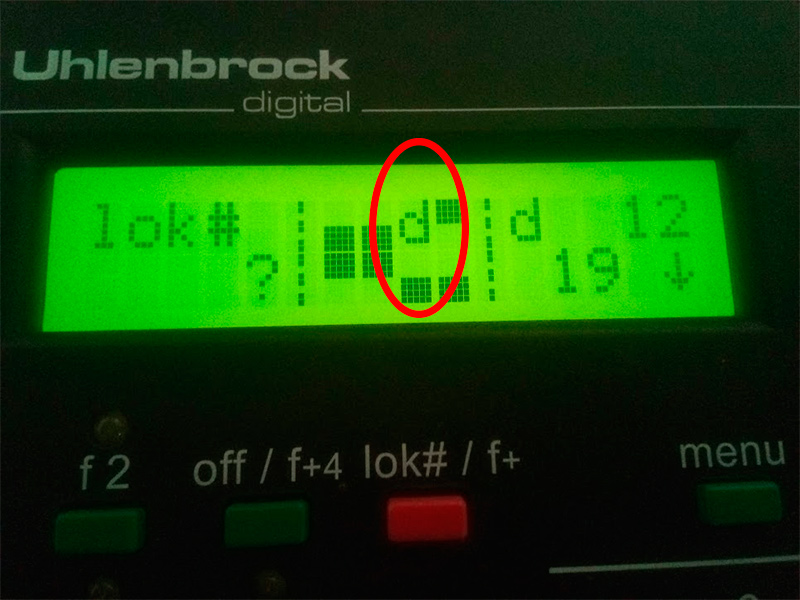 Uhlenbrock
digital
lok# d d 12
? 19 ↓
f 2 off / f+4 lok# / f+ menu